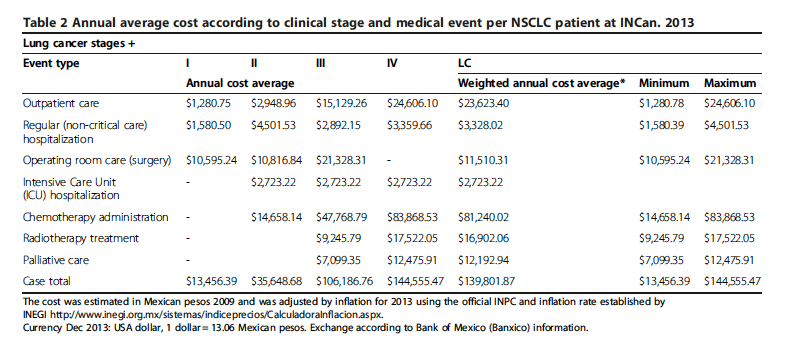 Table 2 Annual average cost according to clinical stage and medical event per NSCLC patient at INCan. 2013
Lung cancer stages +
Event type I II III IV LC
Annual cost average Weighted annual cost average* Minimum Maximum
Outpatient care $1,280.75 $2,948.96 $15,129.26 $24,606.10 $23,623.40 $1,280.78 $24,606.10
Regular (non-critical care) $1,580.50 $4,501.53 $2,892.15 $3,359.66 $3,328.02 $1,580.39 $4,501.53
hospitalization
Operating room care (surgery) $10,595.24 $10,816.84 $21,328.31 - $11,510.31 $10,595.24 $21,328.31
Intensive Care Unit - $2,723.22 $2,723.22 $2,723.22 $2,723.22
(ICU) hospitalization
Chemotherapy administration - $14,658.14 $47,768.79 $83,868.53 $81,240.02 $14,658.14 $83,868.53
Radiotherapy treatment - $9,245.79 $17,522.05 $16,902.06 $9,245.79 $17,522.05
Palliative care - $7,099.35 $12,475.91 $12,192.94 $7,099.35 $12,475.91
Case total $13,456.39 $35,648.68 $106,186.76 $144,555.47 $139,801.87 $13,456.39 $144,555.47
The cost was estimated in Mexican pesos 2009 and was adjusted by inflation for 2013 using the official INPC and inflation rate established by
INEGI http://www.inegi.org.mx/sistemas/indiceprecios/CalculadoraInflacion.aspx.
Currency Dec 2013: USA dollar, 1 dollar = 13.06 Mexican pesos. Exchange according to Bank of Mexico (Banxico) information.